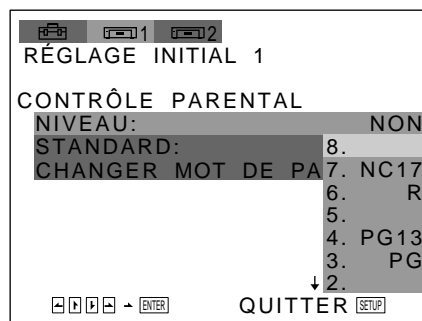 1 2
RÉGLAGE INITIAL 1
CONTRÔLE PARENTAL
NIVEAU: NON
STANDARD: 8.
CHANGER MOT DE PA 7. NC17
6. R
5.
4. PG13
3. PG
2.
ENTER QUITTER SETUP